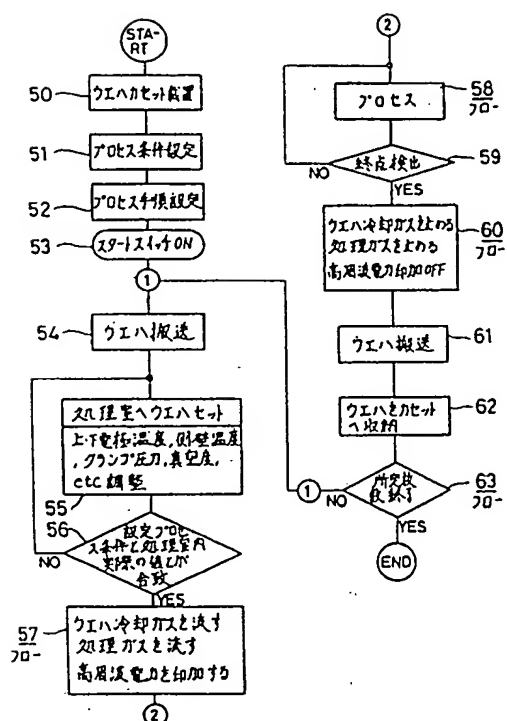 STA-
RT
50
ウエハカセット載置
51
プロセス条件設定
52
プロセス手順設定
53
スタートスイッチON
①
54
ウエハ搬送
処理室へウエハセット
上下電極温度,側壁温度
,クランプ圧力,真空度,
etc調整
55
56
設定プロセ
ス条件と処理室内
実際の値とが
合致
NO
YES
57
フロー
ウエハ冷却ガスを流す
処理ガスを流す
高周波電力を印加する
②
②
プロセス
58
フロー
終点検出
59
NO
YES
ウエハ冷却ガスを止める
処理ガスを止める
高周波電力印加OFF
60
フロー
ウエハ搬送
61
ウエハをカセット
へ収納
62
所定枚
数終了
63
フロー
①
NO
YES
END